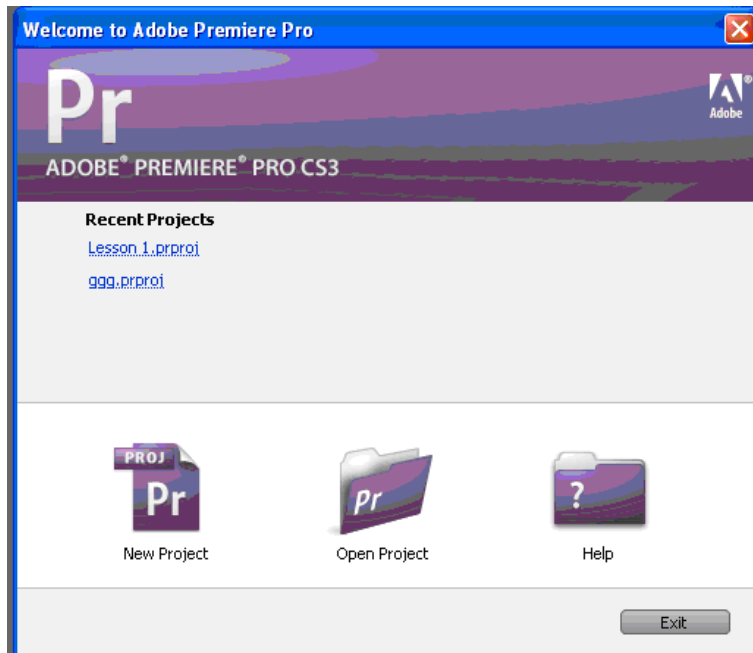 Welcome to Adobe Premiere Pro
Pr
Adobe®
ADOBE® PREMIERE® PRO CS3
Recent Projects
Lesson 1.prproj
ggg.prproj
PROJ
Pr
Pr
?
New Project
Open Project
Help
Exit